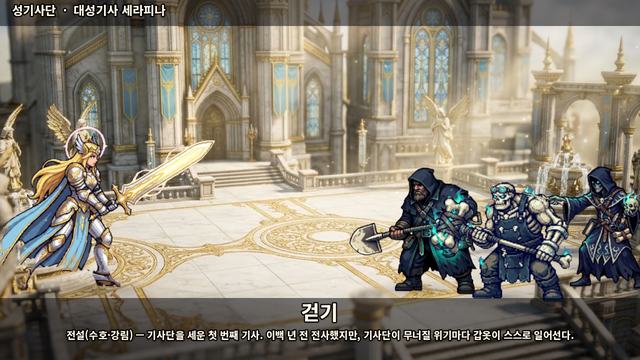 성기사단 · 대성기사 세라피나
걷기
전설(수호·강림) — 기사단을 세운 첫 번째 기사. 이백 년 전 전사했지만, 기사단이 무너질 위기마다 갑옷이 스스로 일어선다.